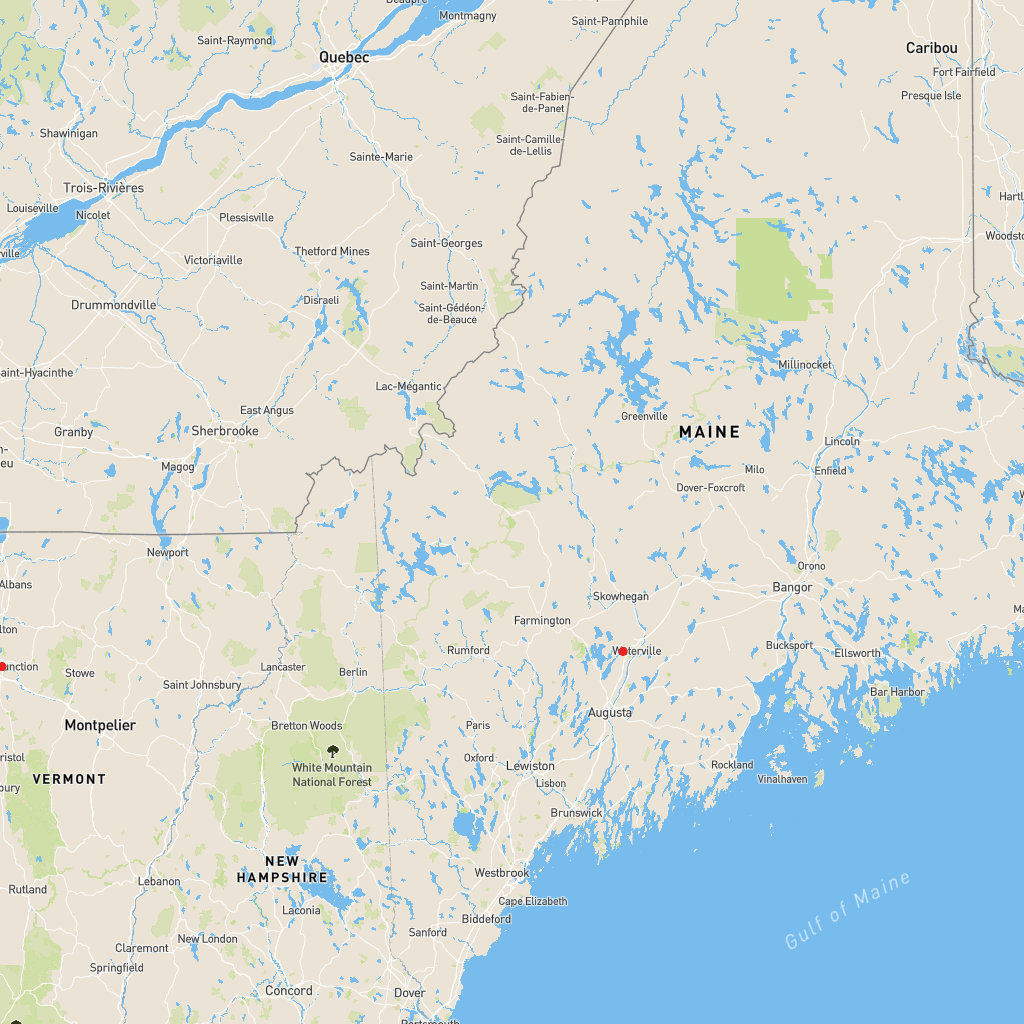 Beaupré
Montmagny
Saint-Pamphile
Saint-Raymond
Quebec
Caribou
Fort Fairfield
Presque Isle
Saint-Fabien-
de-Panet
Shawinigan
Saint-Camille-
de-Lellis
Sainte-Marie
Trois-Rivières
Louiseville
Nicolet
Plessisville
Hartl
Woodsto
Saint-Georges
Thetford Mines
ville
Victoriaville
Saint-Martin
Disraeli
Drummondville
Saint-Gédéon-
de-Beauce
Millinocket
aint-Hyacinthe
Lac-Mégantic
East Angus
Greenville
Granby
Sherbrooke
MAINE
Lincoln
n-
eu
Magog
Milo
Enfield
Dover-Foxcroft
W
Newport
Orono
Albans
Bangor
Skowhegan
Ma
Farmington
lton
Bucksport
Rumford
Waterville
Ellsworth
unction
Stowe
Lancaster
Berlin
Saint Johnsbury
Bar Harbor
Augusta
Montpelier
Bretton Woods
Paris
ristol
Oxford
Lewiston
Rockland
White Mountain
National Forest
VERMONT
Vinalhaven
Lisbon
bury
Brunswick
NEW
HAMPSHIRE
Westbrook
Lebanon
Rutland
Gulf of Maine
Cape Elizabeth
Laconia
Biddeford
Sanford
New London
Claremont
Springfield
Concord
Dover
Portsmouth